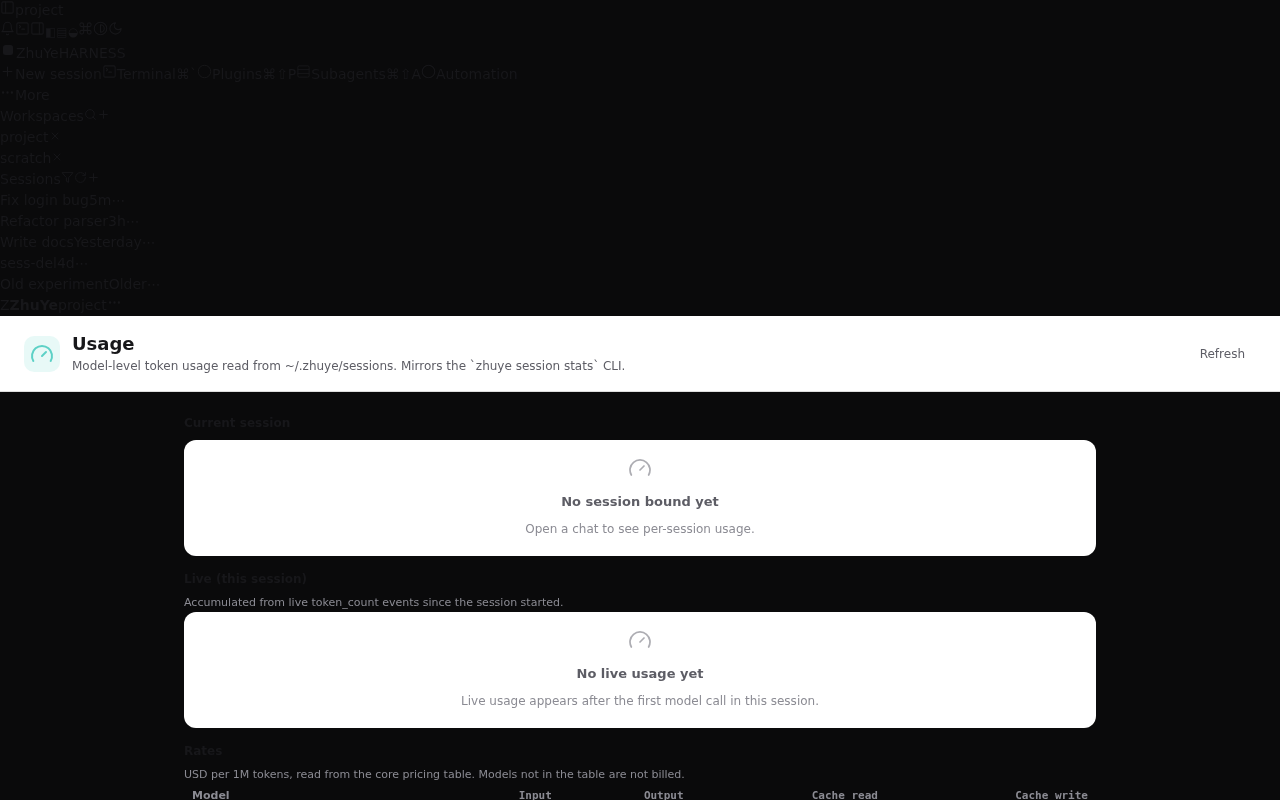 project
⌘
ZhuYeHARNESS
+New sessionTerminal⌘`Plugins⌘⇧PSubagents⌘⇧AAutomation
···More
Workspaces+
project×
scratch×
Sessions+
Fix login bug5m···
Refactor parser3h···
Write docsYesterday···
sess-del4d···
Old experimentOlder···
ZZhuYeproject···
Usage
Model-level token usage read from ~/.zhuye/sessions. Mirrors the `zhuye session stats` CLI.
Refresh
Current session
No session bound yet
Open a chat to see per-session usage.
Live (this session)
Accumulated from live token_count events since the session started.
No live usage yet
Live usage appears after the first model call in this session.
Rates
USD per 1M tokens, read from the core pricing table. Models not in the table are not billed.
Model Input Output Cache read Cache write